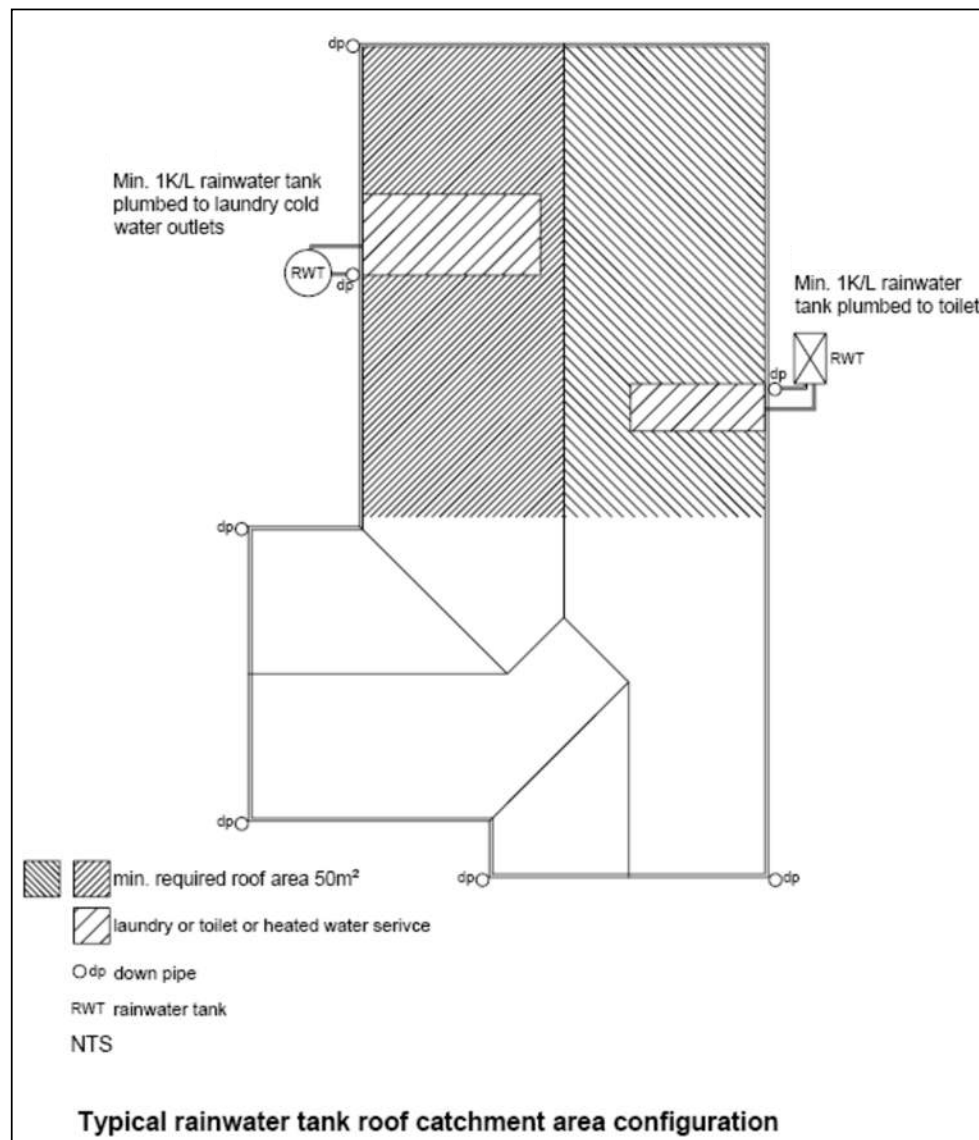 dp
Min. 1K/L rainwater tank
plumbed to laundry cold
water outlets
RWT
dp
Min. 1K/L rainwater
tank plumbed to toilet
RWT
dp
dp
dp
dp
dp
min. required roof area 50m²
laundry or toilet or heated water serivce
dp down pipe
RWT rainwater tank
NTS
Typical rainwater tank roof catchment area configuration